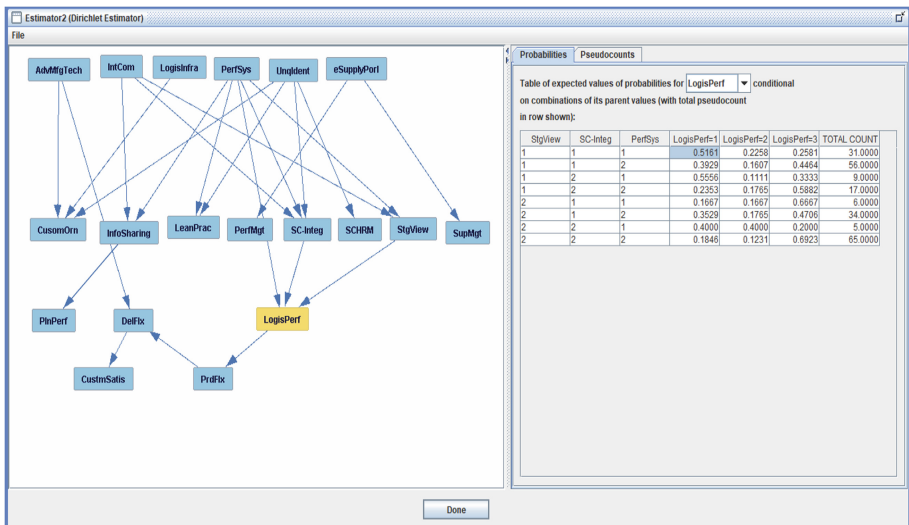 Estimator2 (Dirichlet Estimator)
File
AdvMfgTech
IntCom
LogisInfra
PerfSys
UnqIdent
eSupplyPorl
CusomOrn
InfoSharing
LeanPrac
PerfMgt
SC-Integ
SCHRM
StgView
SupMgt
PlnPerf
DelFlx
LogisPerf
CustmSatis
PrdFlx
Probabilities Pseudocounts
Table of expected values of probabilities for LogisPerf conditional
on combinations of its parent values (with total pseudocount
in row shown):
StgView SC-Integ PerfSys LogisPerf=1 LogisPerf=2 LogisPerf=3 TOTAL COUNT
1 1 1 0.5161 0.2258 0.2581 31.0000
1 1 2 0.3929 0.1607 0.4464 56.0000
1 2 1 0.5556 0.1111 0.3333 9.0000
1 2 2 0.2353 0.1765 0.5882 17.0000
2 1 1 0.1667 0.1667 0.6667 6.0000
2 1 2 0.3529 0.1765 0.4706 34.0000
2 2 1 0.4000 0.4000 0.2000 5.0000
2 2 2 0.1846 0.1231 0.6923 65.0000
Done